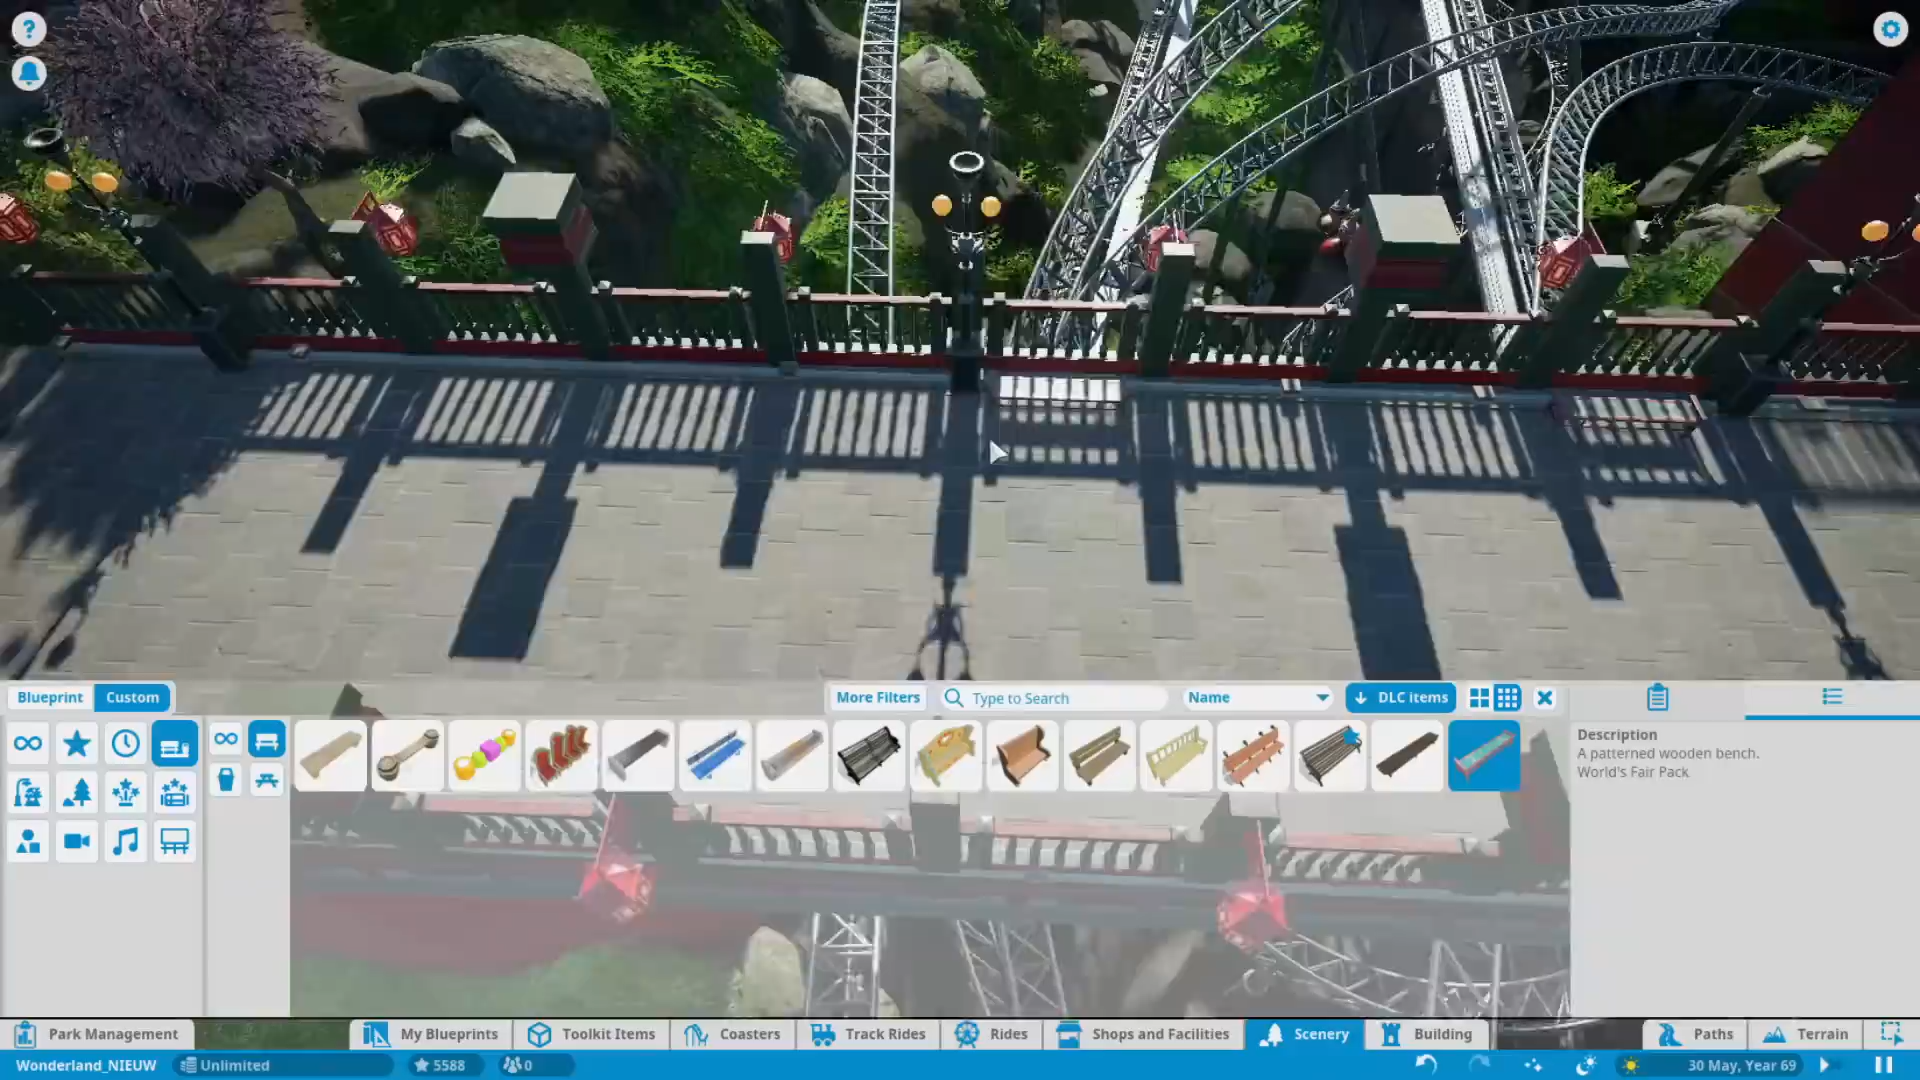 ?
Blueprint
Custom
More Filters
Type to Search
Name
DLC items
Description
A patterned wooden bench.
World's Fair Pack
Park Management
My Blueprints
Toolkit Items
Coasters
Track Rides
Rides
Shops and Facilities
Scenery
Building
Paths
Terrain
Wonderland_NIEUW
Unlimited
5588
0
30 May, Year 69